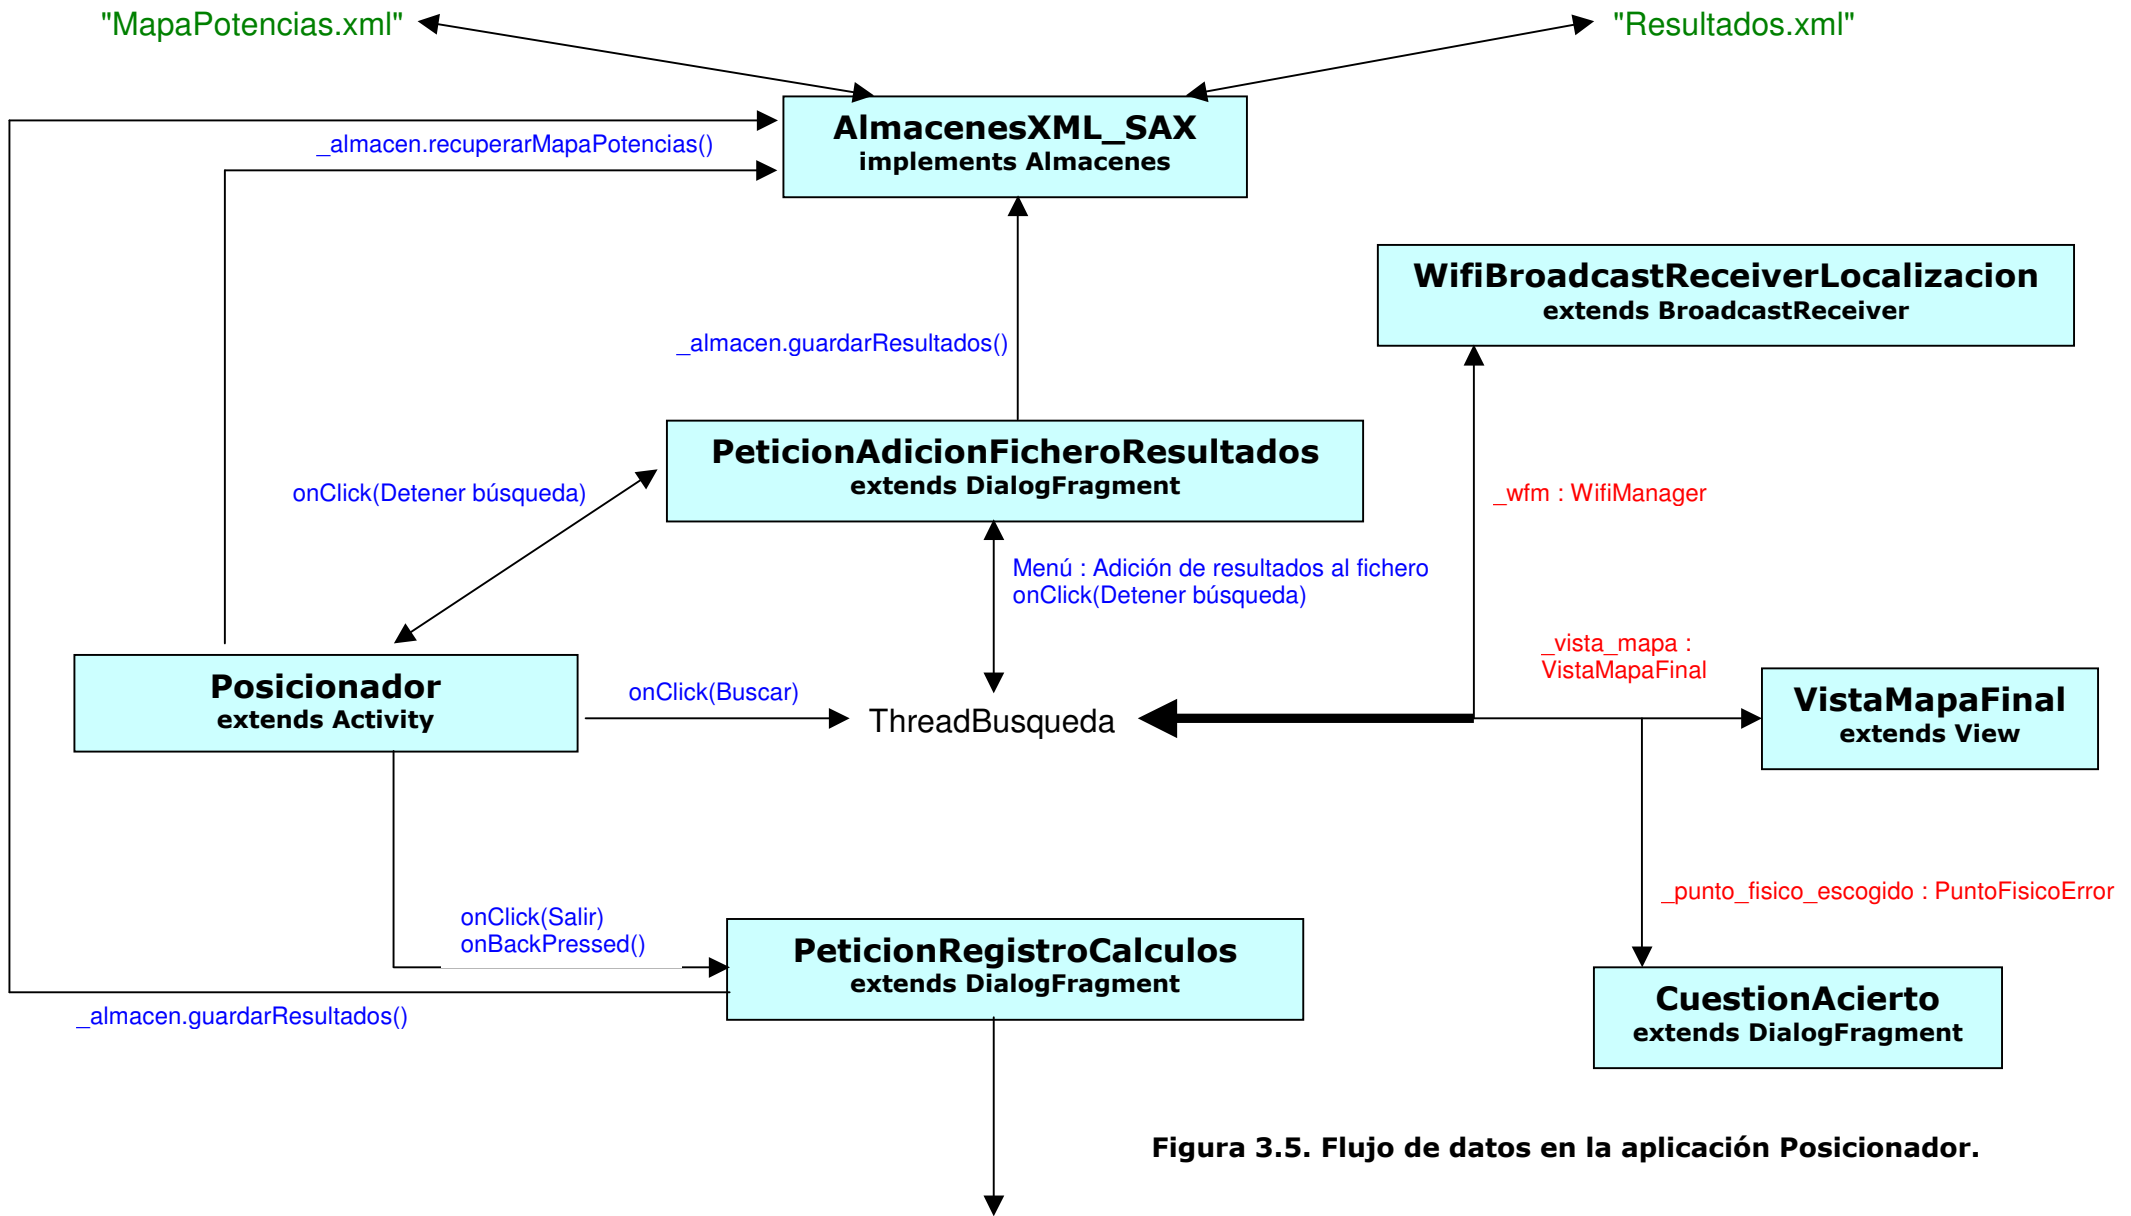 "MapaPotencias.xml"
"Resultados.xml"
AlmacenesXML_SAX
implements Almacenes
_almacen.recuperarMapaPotencias()
WifiBroadcastReceiverLocalizacion
extends BroadcastReceiver
_almacen.guardarResultados()
PeticionAdicionFicheroResultados
extends DialogFragment
onClick(Detener búsqueda)
_wfm : WifiManager
Menú : Adición de resultados al fichero
onClick(Detener búsqueda)
_vista_mapa :
VistaMapaFinal
Posicionador
extends Activity
onClick(Buscar)
ThreadBusqueda
VistaMapaFinal
extends View
_punto_fisico_escogido : PuntoFisicoError
onClick(Salir)
onBackPressed()
PeticionRegistroCalculos
extends DialogFragment
_almacen.guardarResultados()
CuestionAcierto
extends DialogFragment
Figura 3.5. Flujo de datos en la aplicación Posicionador.